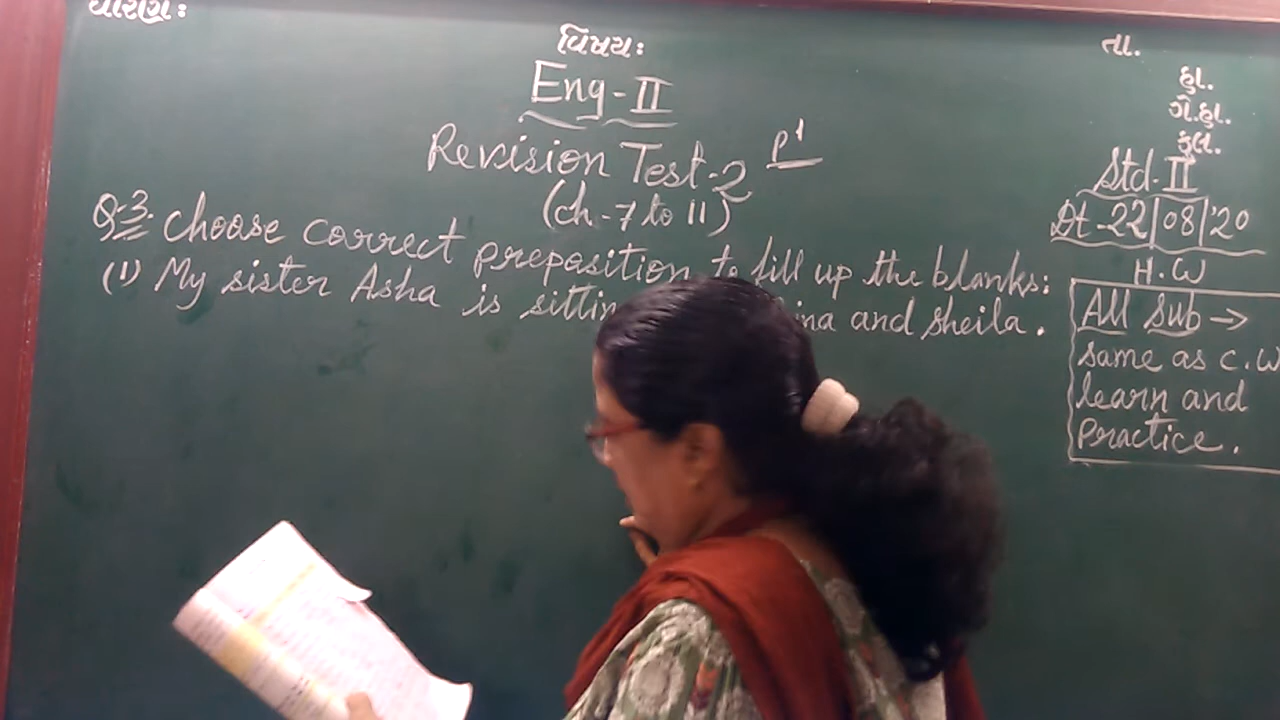 ધોરણ:
વિષય:
તા.
હા.
ગે.હા.
કુલ.
Eng-II
Revision Test-2 P1
(ch-7 to 11)
Std-II
Dt-22|08|'20
Q-3. Choose correct preposition to fill up the blanks:
(1) My sister Asha is sittin and Sheila.
H.W
All Sub →
same as C.W
learn and
Practice.